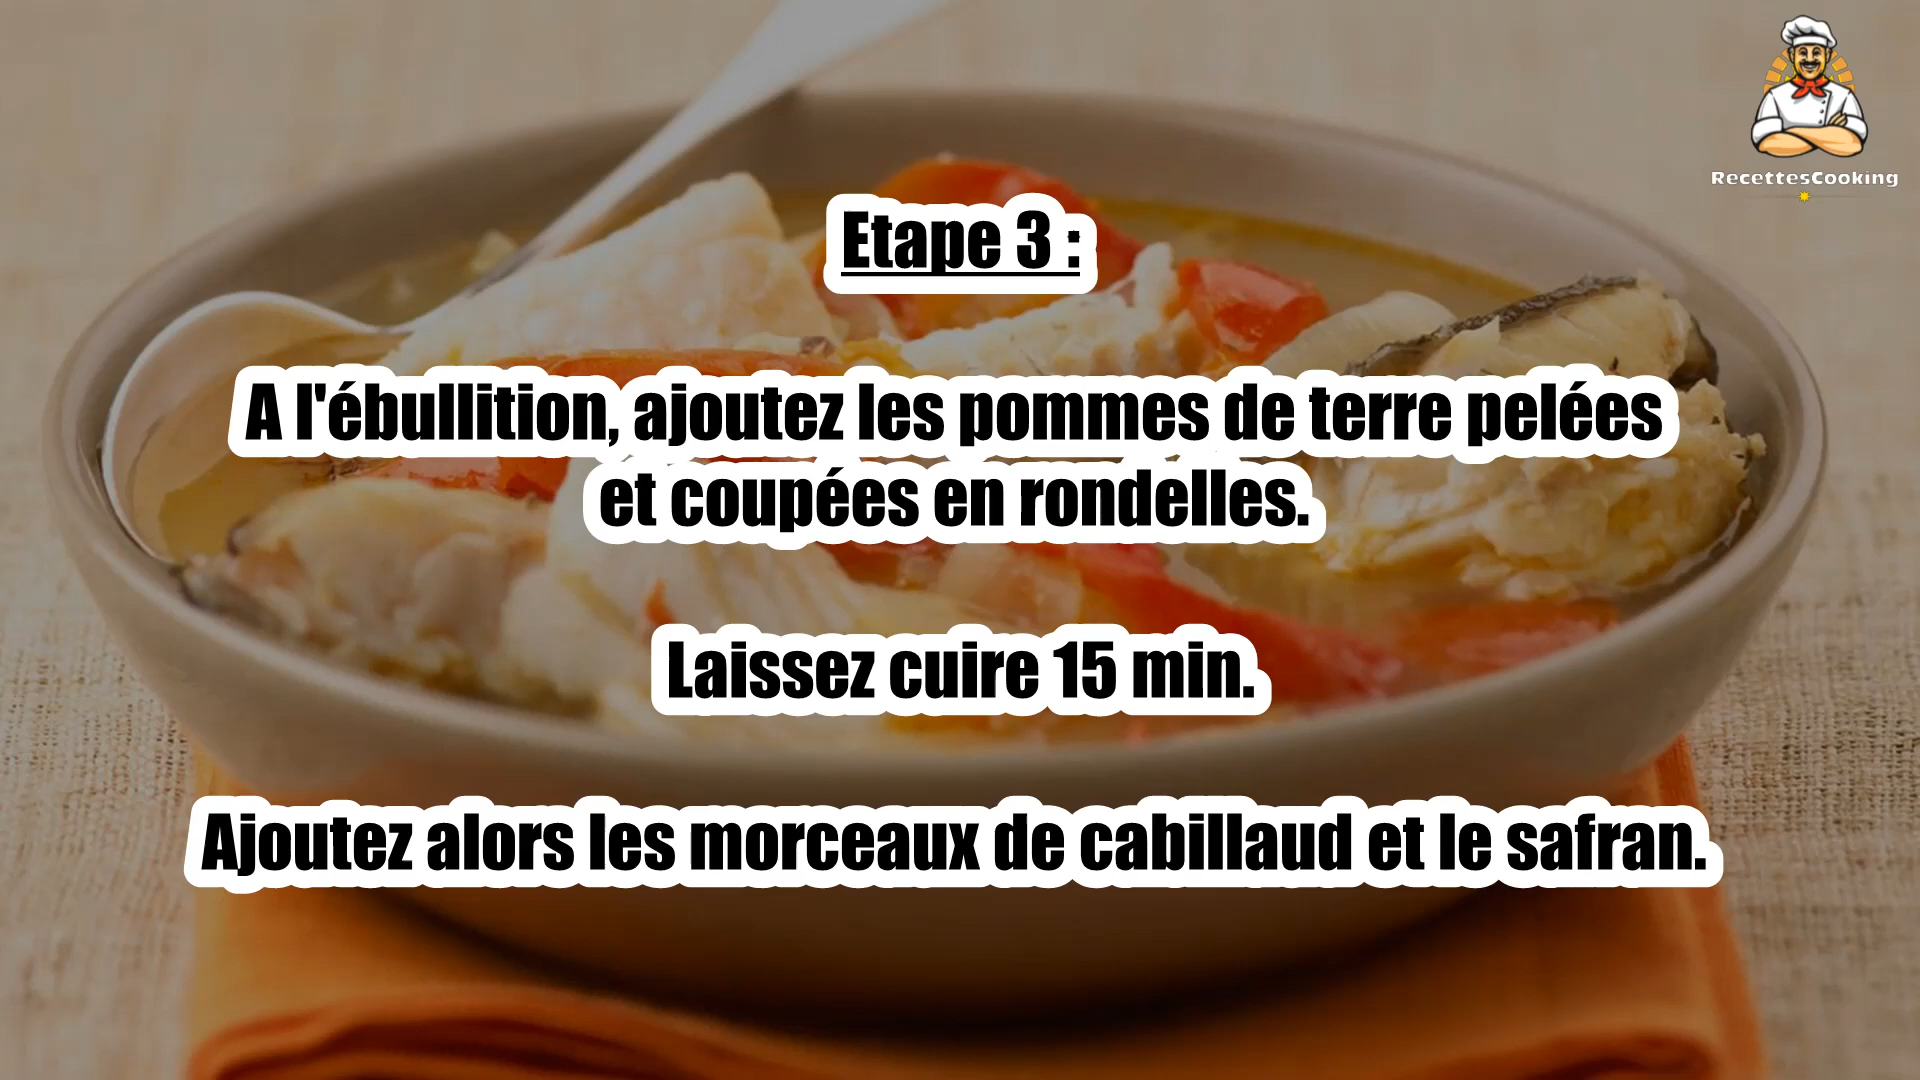 RecettesCooking
Etape 3 :
A l'ébullition, ajoutez les pommes de terre pelées
et coupées en rondelles.
Laissez cuire 15 min.
Ajoutez alors les morceaux de cabillaud et le safran.